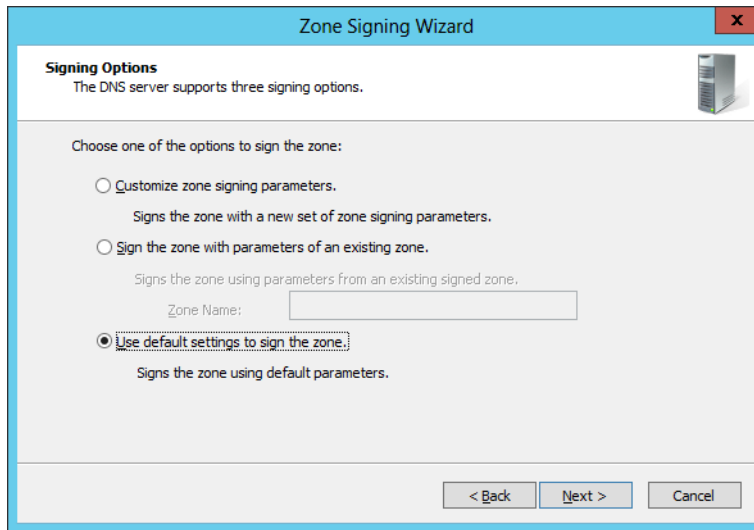 Zone Signing Wizard
x
Signing Options
The DNS server supports three signing options.
Choose one of the options to sign the zone:
Customize zone signing parameters.
Signs the zone with a new set of zone signing parameters.
Sign the zone with parameters of an existing zone.
Signs the zone using parameters from an existing signed zone.
Zone Name:
Use default settings to sign the zone.
Signs the zone using default parameters.
< Back Next > Cancel